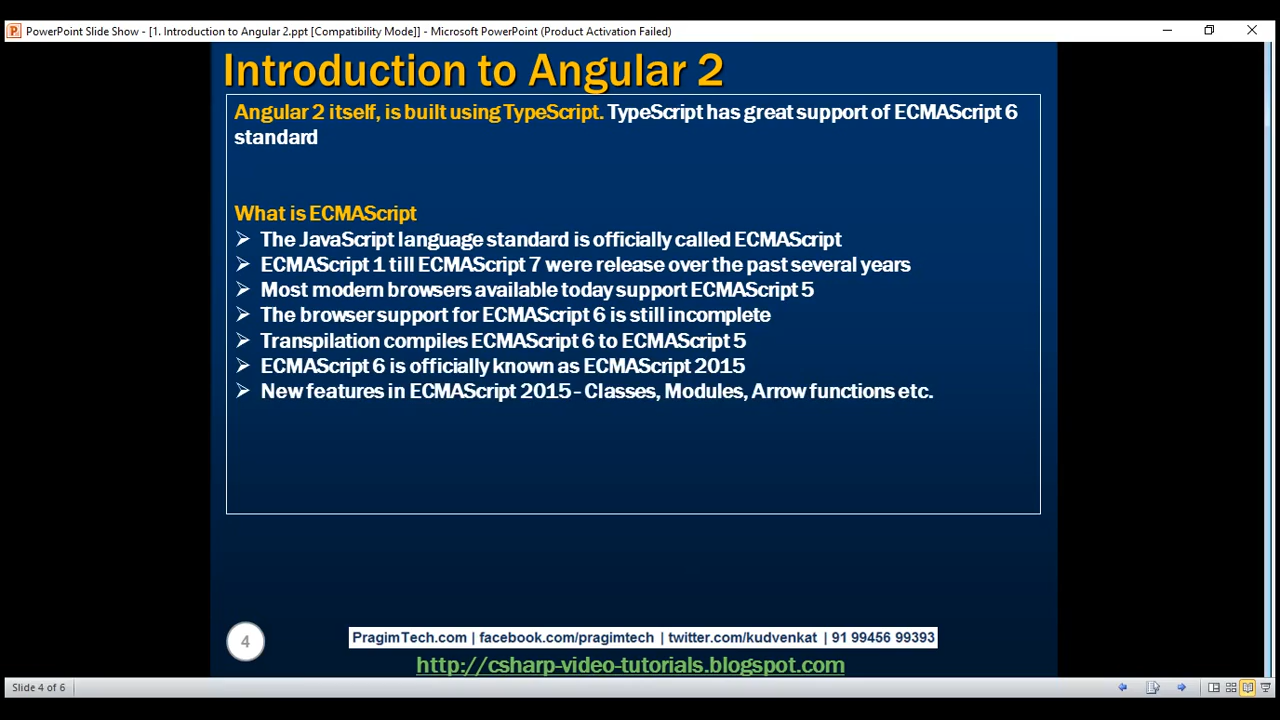 PowerPoint Slide Show - [1. Introduction to Angular 2.ppt [Compatibility Mode]] - Microsoft PowerPoint (Product Activation Failed)
Introduction to Angular 2
Angular 2 itself, is built using TypeScript. TypeScript has great support of ECMAScript 6
standard
What is ECMAScript
The JavaScript language standard is officially called ECMAScript
ECMAScript 1 till ECMAScript 7 were release over the past several years
Most modern browsers available today support ECMAScript 5
The browser support for ECMAScript 6 is still incomplete
Transpilation compiles ECMAScript 6 to ECMAScript 5
ECMAScript 6 is officially known as ECMAScript 2015
New features in ECMAScript 2015 - Classes, Modules, Arrow functions etc.
4
PragimTech.com | facebook.com/pragimtech | twitter.com/kudvenkat | 91 99456 99393
http://csharp-video-tutorials.blogspot.com
Slide 4 of 6